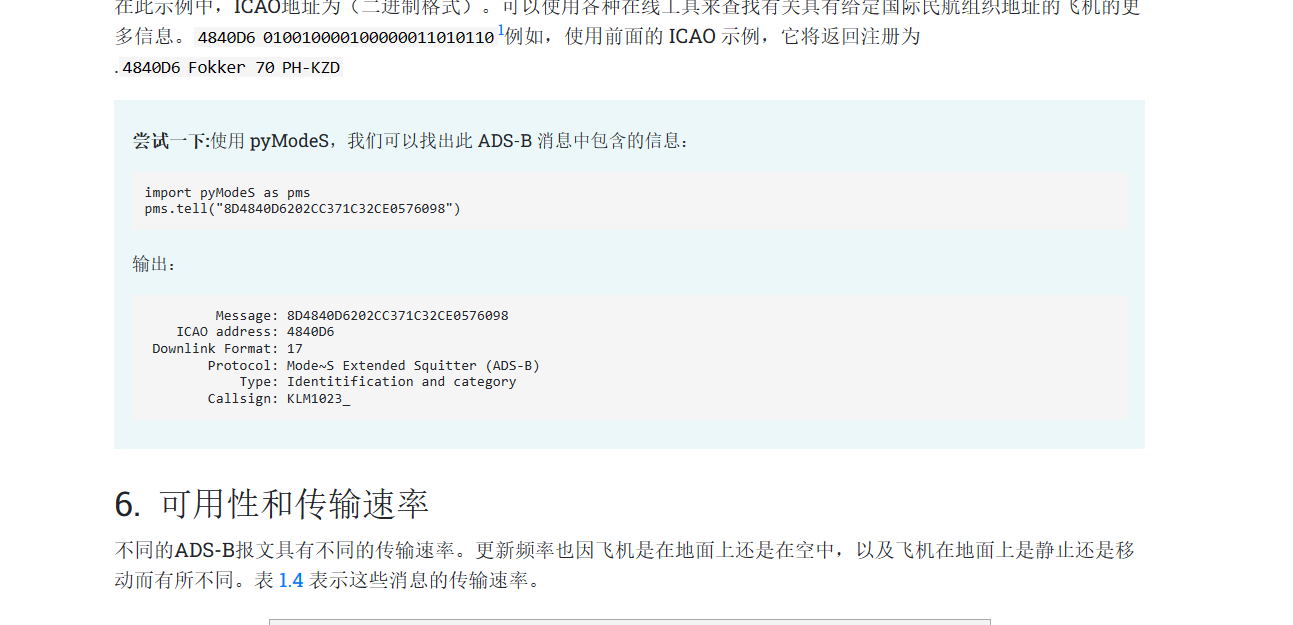 在此示例中，ICAO地址为（二进制格式）。可以使用各种在线工具来查找有关具有给定国际民航组织地址的飞机的更
多信息。 4840D6 010010000100000011010110 1例如，使用前面的 ICAO 示例，它将返回注册为
. 4840D6 Fokker 70 PH-KZD
尝试一下:使用 pyModeS，我们可以找出此 ADS-B 消息中包含的信息：
import pyModeS as pms
pms.tell("8D4840D6202CC371C32CE0576098")
输出：
Message: 8D4840D6202CC371C32CE0576098
ICAO address: 4840D6
Downlink Format: 17
Protocol: Mode~S Extended Squitter (ADS-B)
Type: Identitification and category
Callsign: KLM1023_
6. 可用性和传输速率
不同的ADS-B报文具有不同的传输速率。更新频率也因飞机是在地面上还是在空中，以及飞机在地面上是静止还是移
动而有所不同。表 1.4 表示这些消息的传输速率。